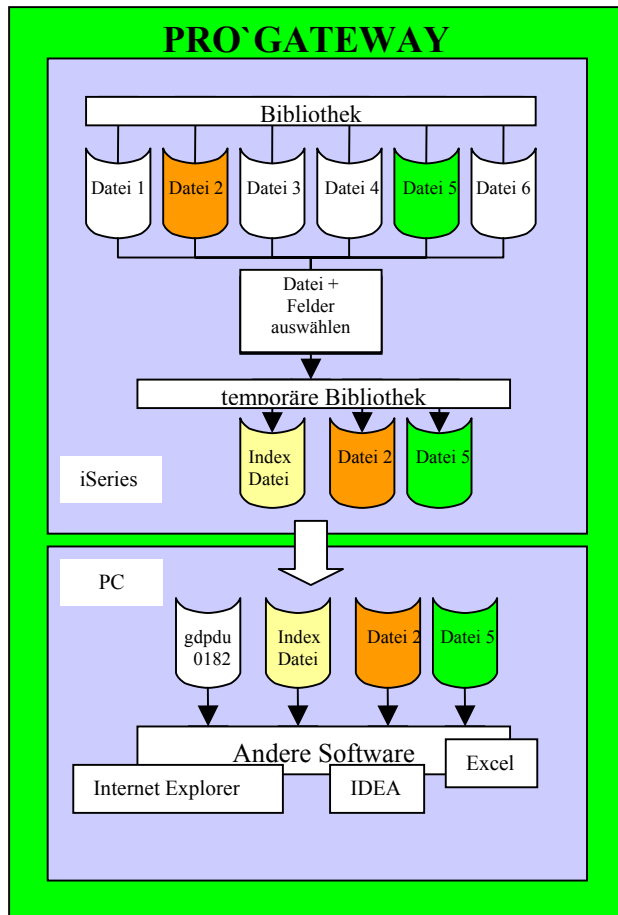 PRO`GATEWAY
Bibliothek
Datei 1
Datei 2
Datei 3
Datei 4
Datei 5
Datei 6
Datei +
Felder
auswählen
temporäre Bibliothek
Index
Datei
Datei 2
Datei 5
iSeries
PC
gdpdu
0182
Index
Datei
Datei 2
Datei 5
Andere Software
Excel
Internet Explorer
IDEA